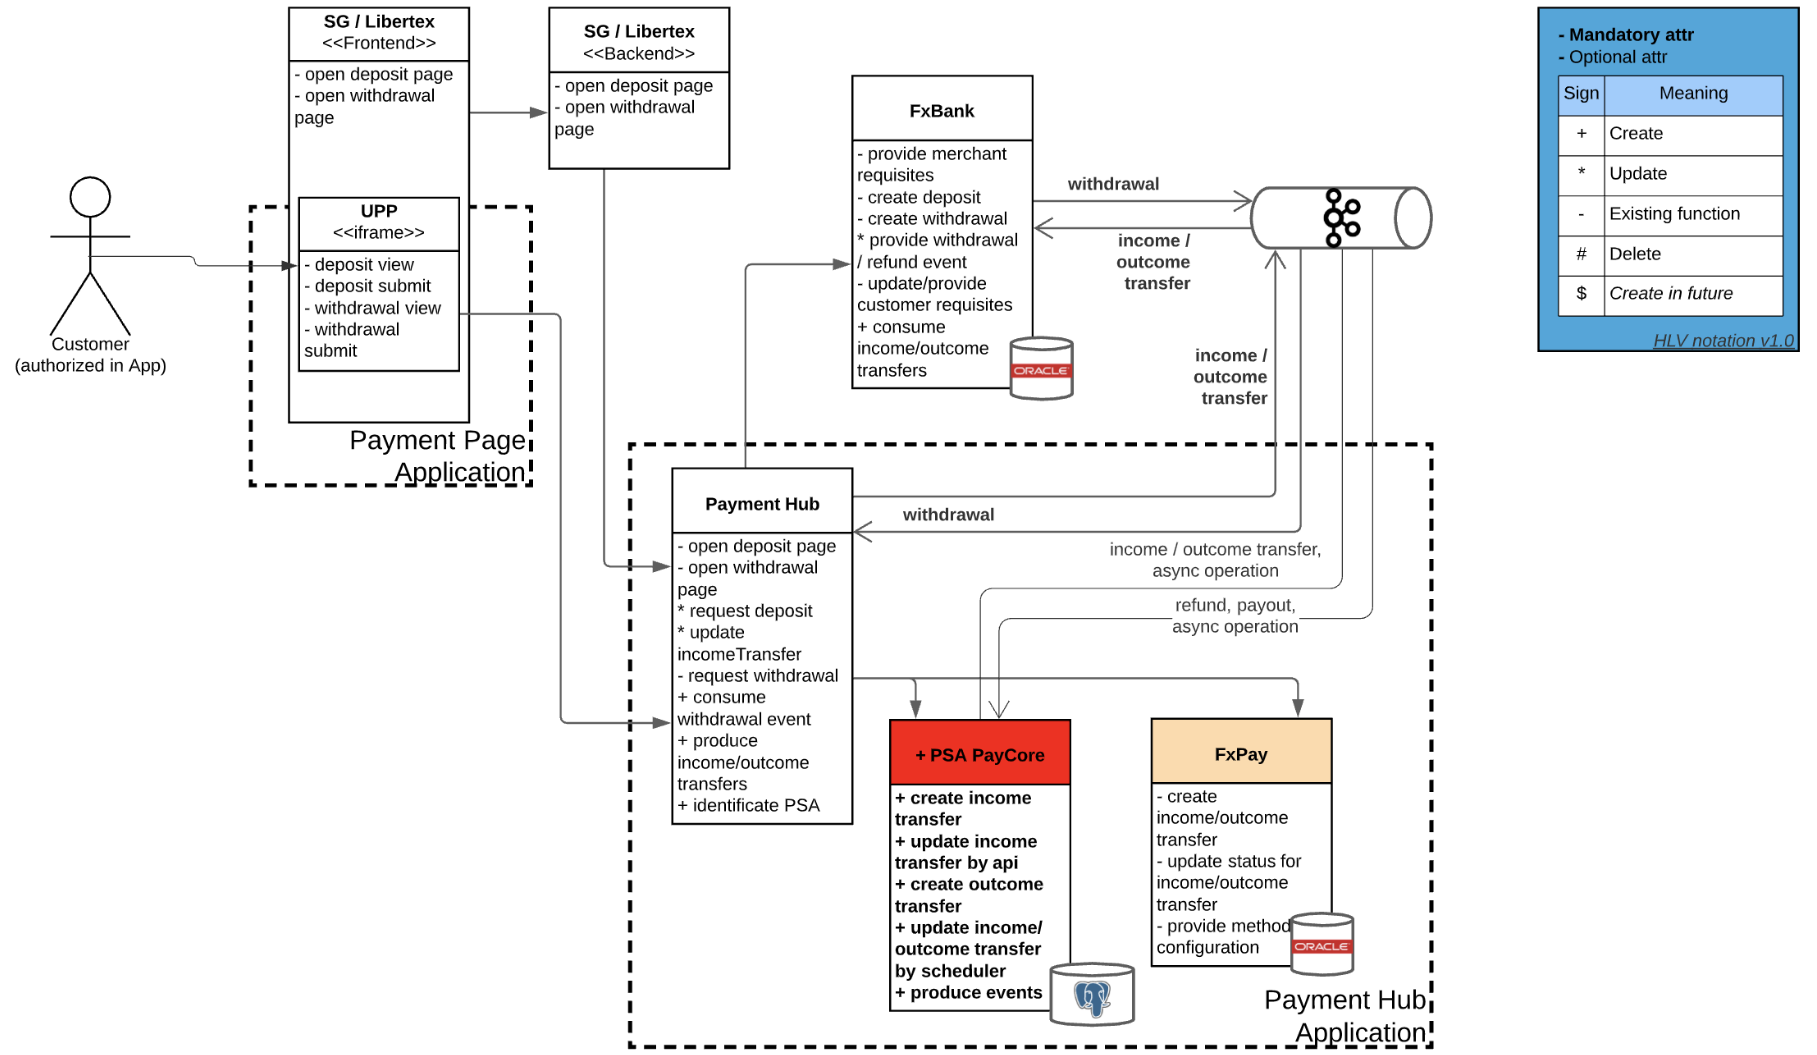 SG / Libertex
<<Frontend>>
- open deposit page
- open withdrawal
page
SG / Libertex
<<Backend>>
- open deposit page
- open withdrawal
page
UPP
<<iframe>>
- deposit view
- deposit submit
- withdrawal view
- withdrawal
submit
Customer
(authorized in App)
Payment Page
Application
FxBank
- provide merchant
requisites
- create deposit
- create withdrawal
* provide withdrawal
/ refund event
- update/provide
customer requisites
+ consume
income/outcome
transfers
ORACLE
withdrawal
income /
outcome
transfer
income /
outcome
transfer
- Mandatory attr
- Optional attr
Sign Meaning
+ Create
* Update
- Existing function
# Delete
$ Create in future
HLV notation v1.0
Payment Hub
- open deposit page
- open withdrawal
page
* request deposit
* update
incomeTransfer
- request withdrawal
+ consume
withdrawal event
+ produce
income/outcome
transfers
+ identificate PSA
withdrawal
income / outcome transfer,
async operation
refund, payout,
async operation
+ PSA PayCore
+ create income
transfer
+ update income
transfer by api
+ create outcome
transfer
+ update income/
outcome transfer
by scheduler
+ produce events
FxPay
- create
income/outcome
transfer
- update status for
income/outcome
transfer
- provide method
configuration
ORACLE
Payment Hub
Application